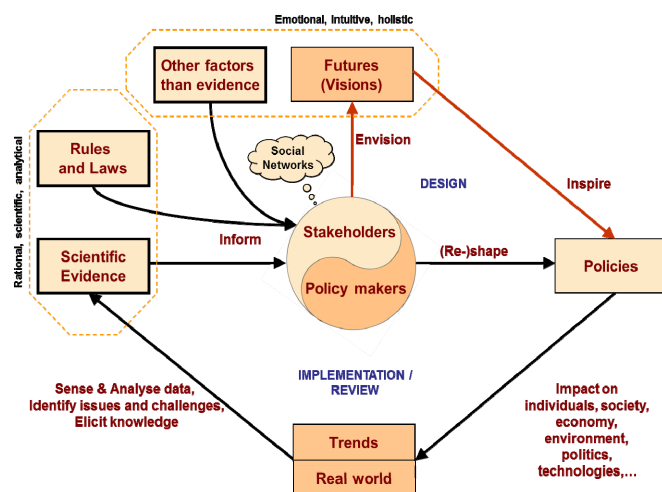 Emotional, intuitive, holistic
Other factors
than evidence
Futures
(Visions)
Rational, scientific, analytical
Rules
and Laws
Social
Networks
Envision
DESIGN
Inspire
Inform
Scientific
Evidence
Stakeholders
Policy makers
(Re-)shape
Policies
IMPLEMENTATION /
REVIEW
Sense & Analyse data,
Identify issues and challenges,
Elicit knowledge
Impact on
individuals, society,
economy,
environment,
politics,
technologies,...
Trends
Real world